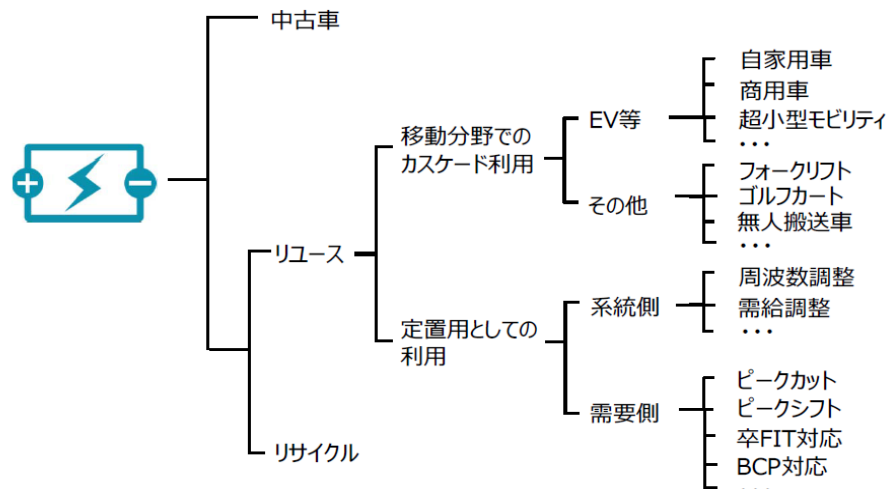 中古車
自家用車
商用車
超小型モビリティ
・・・
EV等
移動分野での
カスケード利用
フォークリフト
ゴルフカート
無人搬送車
・・・
その他
リユース
周波数調整
需給調整
・・・
系統側
定置用としての
利用
ピークカット
ピークシフト
卒FIT対応
BCP対応
・・・
需要側
リサイクル